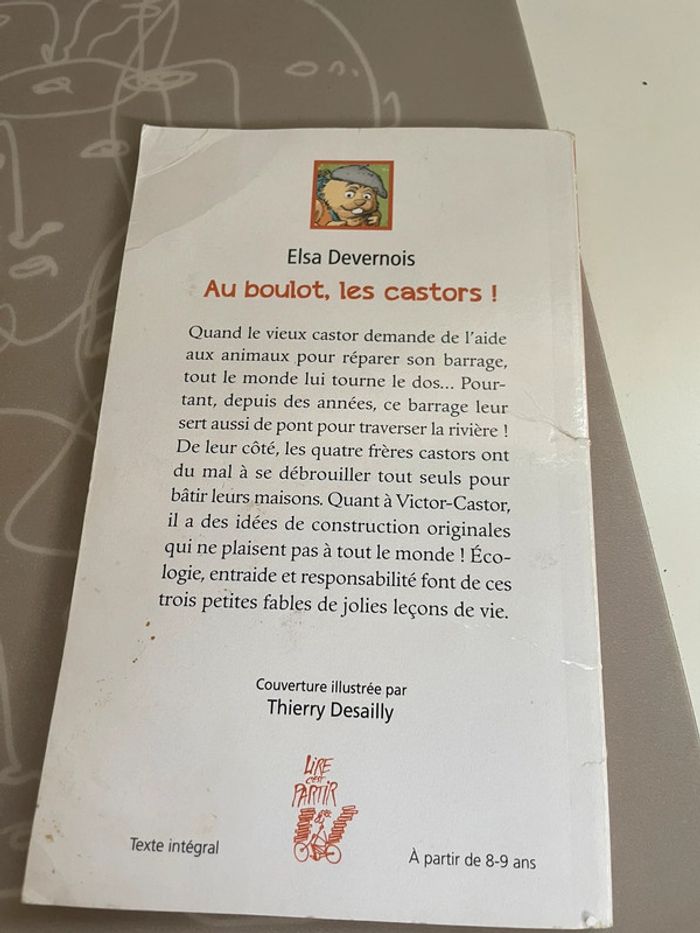 Elsa Devernois
Au boulot, les castors !
Quand le vieux castor demande de l'aide
aux animaux pour réparer son barrage,
tout le monde lui tourne le dos... Pour-
tant, depuis des années, ce barrage leur
sert aussi de pont pour traverser la rivière !
De leur côté, les quatre frères castors ont
du mal à se débrouiller tout seuls pour
bâtir leurs maisons. Quant à Victor-Castor,
il a des idées de construction originales
qui ne plaisent pas à tout le monde ! Éco-
logie, entraide et responsabilité font de ces
trois petites fables de jolies leçons de vie.
Couverture illustrée par
Thierry Desailly
LIRE
c'est
PARTIR
Texte intégral
À partir de 8-9 ans